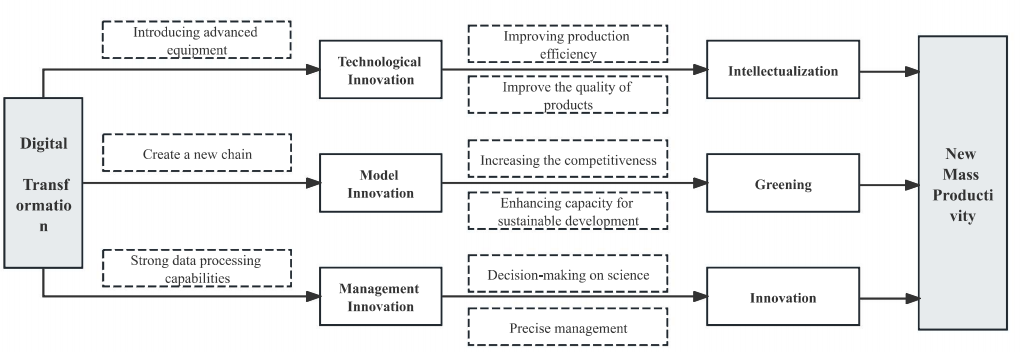 Introducing advanced
equipment
Improving production
efficiency
Technological
Innovation
Intellectualization
Improve the quality of
products
Digital
Transf
ormatio
n
Create a new chain
Increasing the competitiveness
Model
Innovation
Greening
New
Mass
Producti
vity
Enhancing capacity for
sustainable development
Strong data processing
capabilities
Decision-making on science
Management
Innovation
Innovation
Precise management